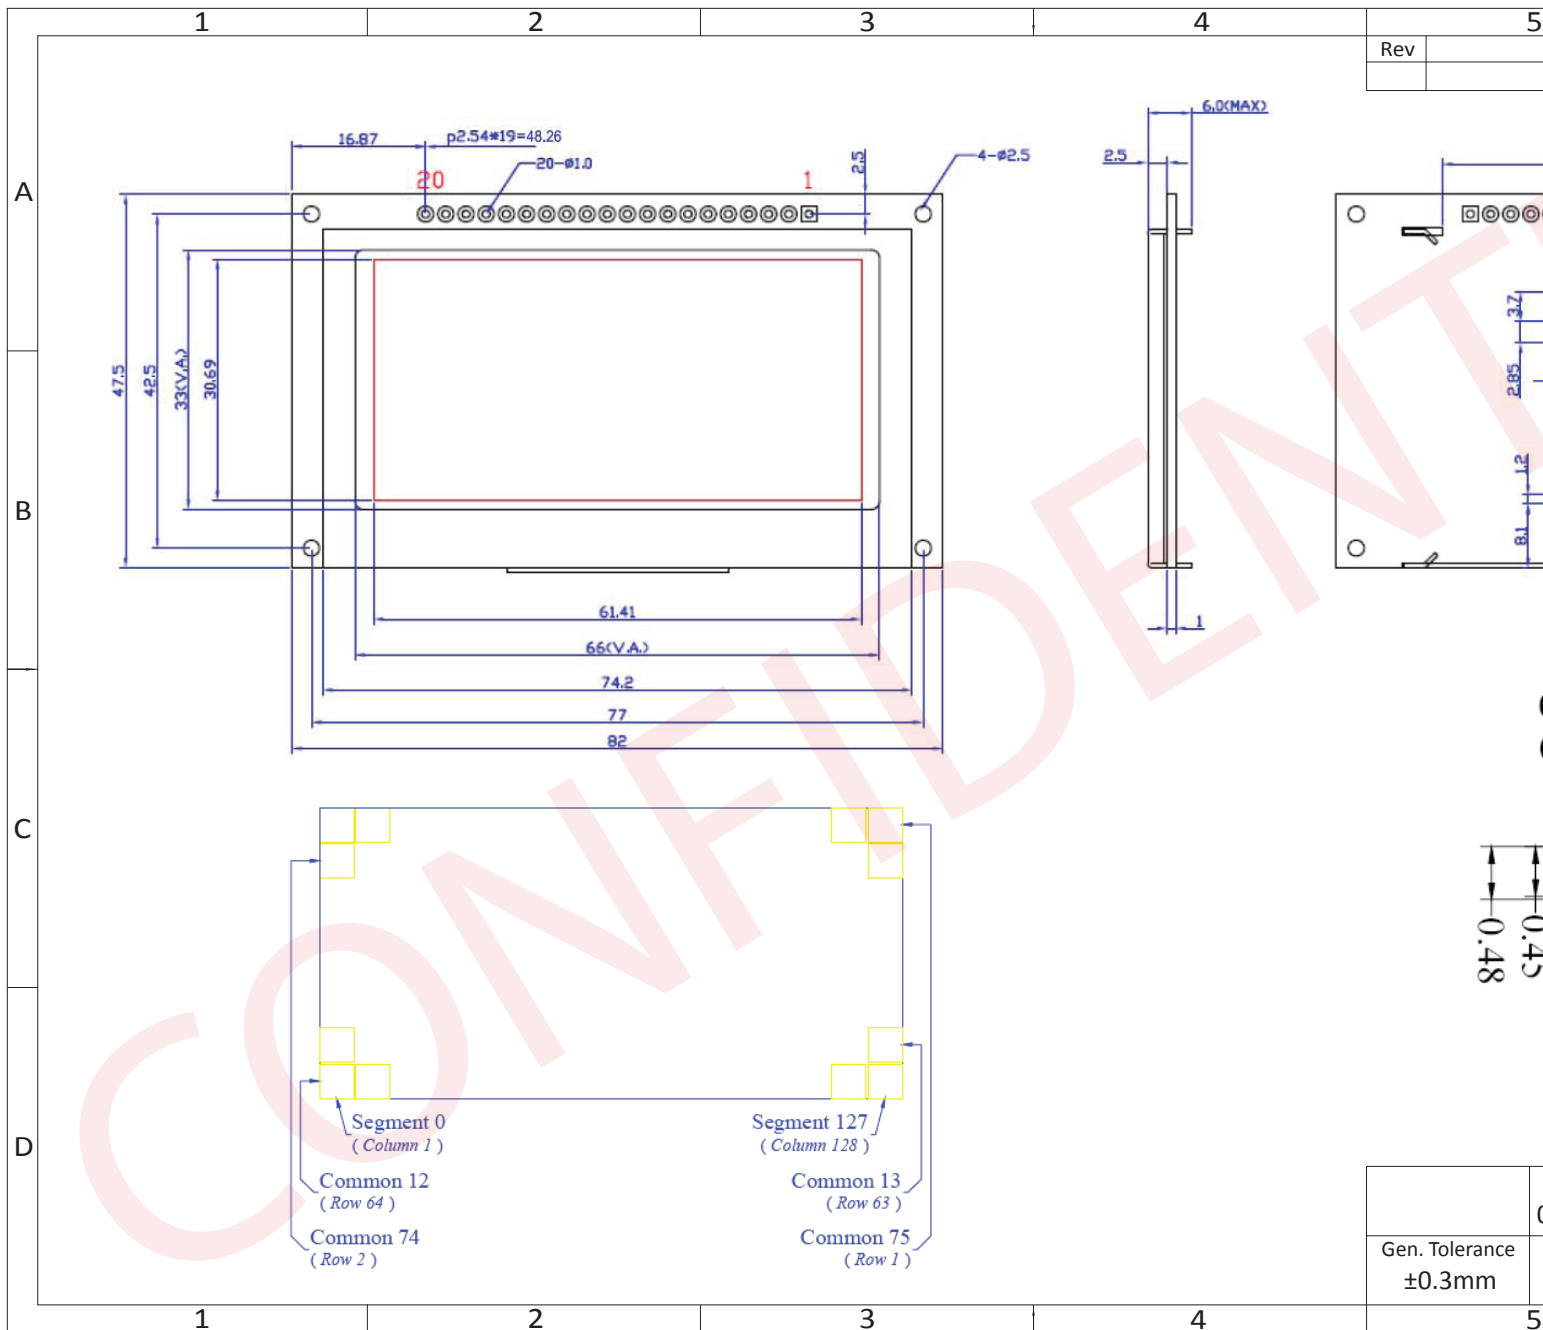 1 2 3 4 5
Rev
6.0(MAX)
16.87 p2.54*19=48.26
20-ø1.0 2.5 4-ø2.5 2.5
20 1
A A
47.5 42.5 33(V.A.) 30.69
3.7
2.85
1.2
8.1
B
61.41 1
66(V.A.)
74.2
77
82
C
0.48 0.45
Segment 0 Segment 127
( Column 1 ) ( Column 128 )
D
Common 12 Common 13
( Row 64 ) ( Row 63 )
Common 74 Common 75
( Row 2 ) ( Row 1 )
Gen. Tolerance
±0.3mm
1 2 3 4 5
CONFIDENT